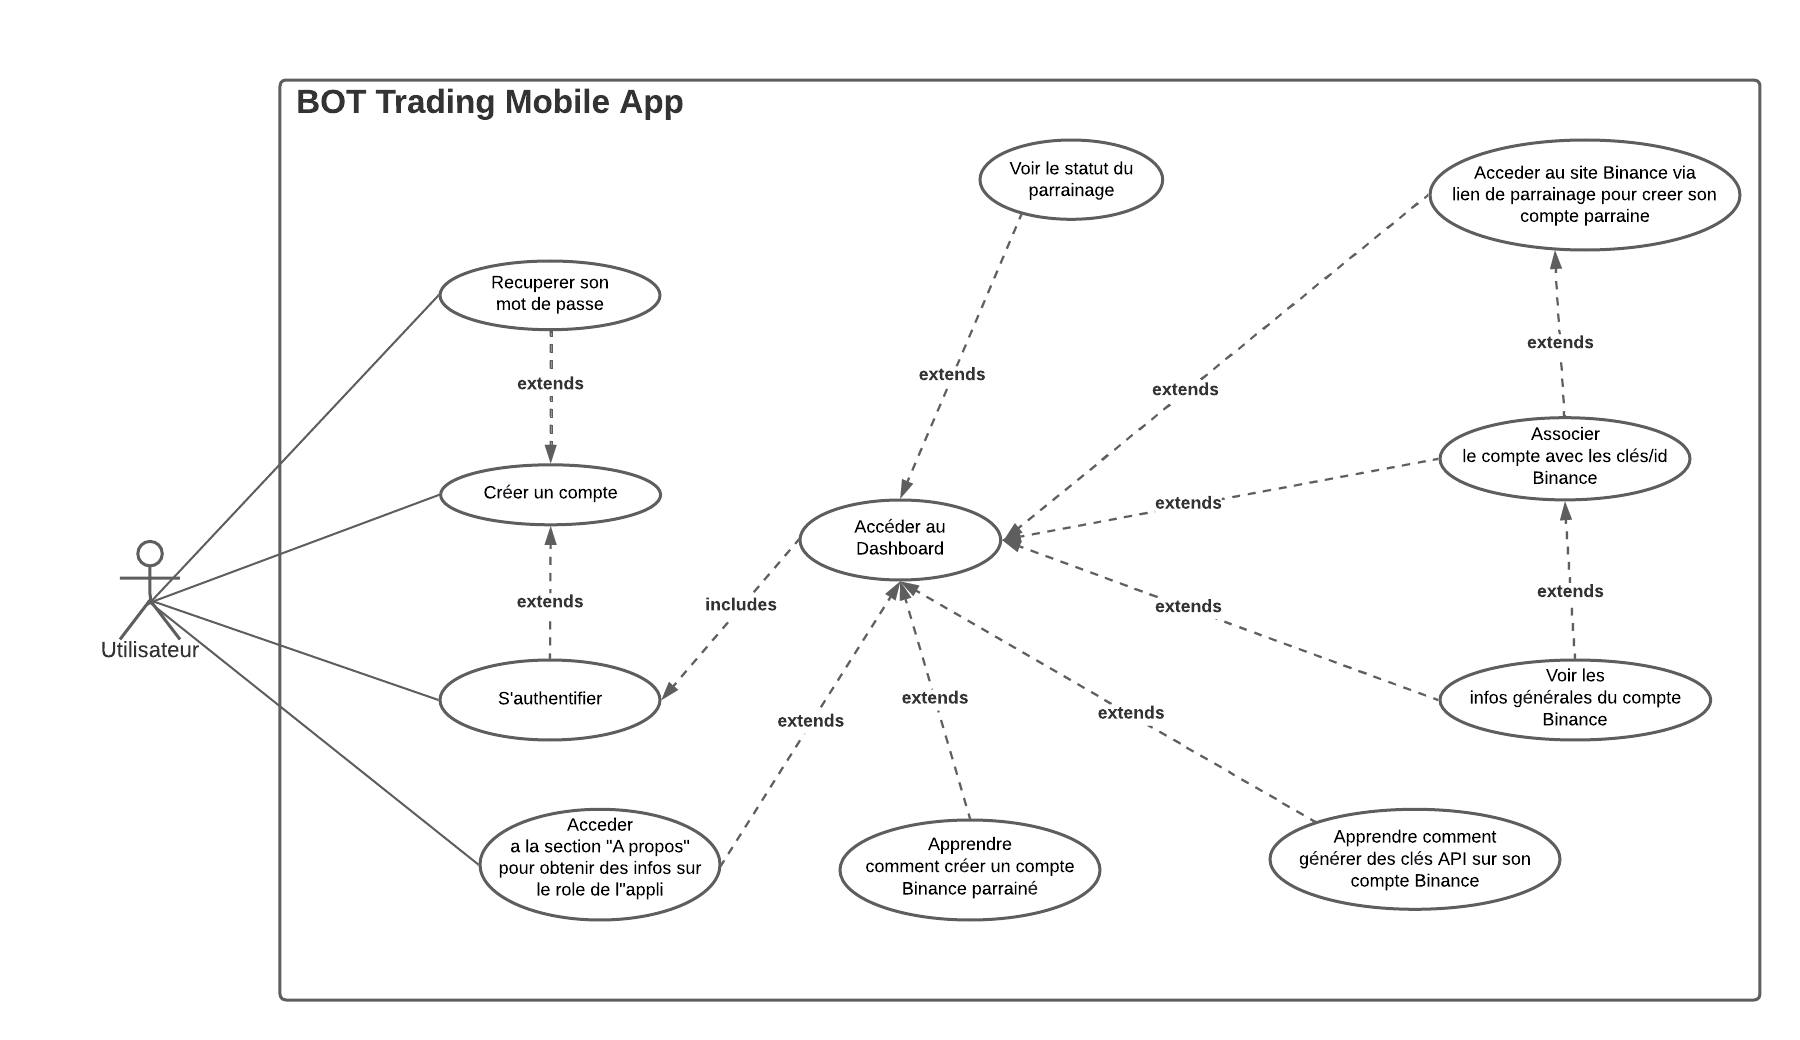 BOT Trading Mobile App
Voir le statut du
parrainage
Acceder au site Binance via
lien de parrainage pour creer son
compte parraine
Recuperer son
mot de passe
extends
extends
extends
extends
Associer
le compte avec les clés/id
Binance
Créer un compte
extends
Accéder au
Dashboard
Utilisateur
extends
includes
extends
extends
S'authentifier
extends
extends
extends
Voir les
infos générales du compte
Binance
Acceder
a la section "A propos"
pour obtenir des infos sur
le role de l"appli
Apprendre
comment créer un compte
Binance parrainé
Apprendre comment
générer des clés API sur son
compte Binance